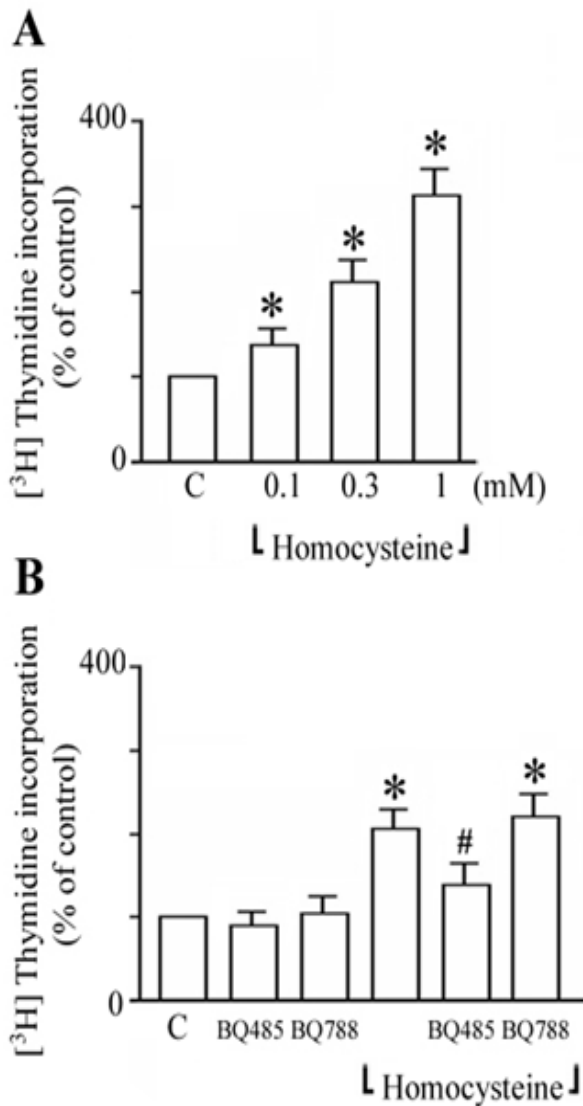 A
[³H] Thymidine incorporation
(% of control)
400
0
*
*
*
C 0.1 0.3 1 (mM)
Homocysteine
B
[³H] Thymidine incorporation
(% of control)
400
0
*
#
*
C BQ485 BQ788 BQ485 BQ788
Homocysteine